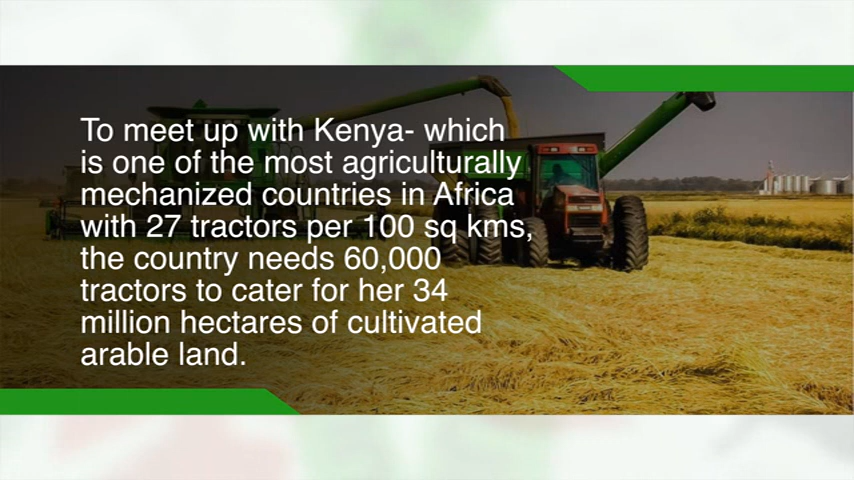 To meet up with Kenya- which
is one of the most agriculturally
mechanized countries in Africa
with 27 tractors per 100 sq kms,
the country needs 60,000
tractors to cater for her 34
million hectares of cultivated
arable land.